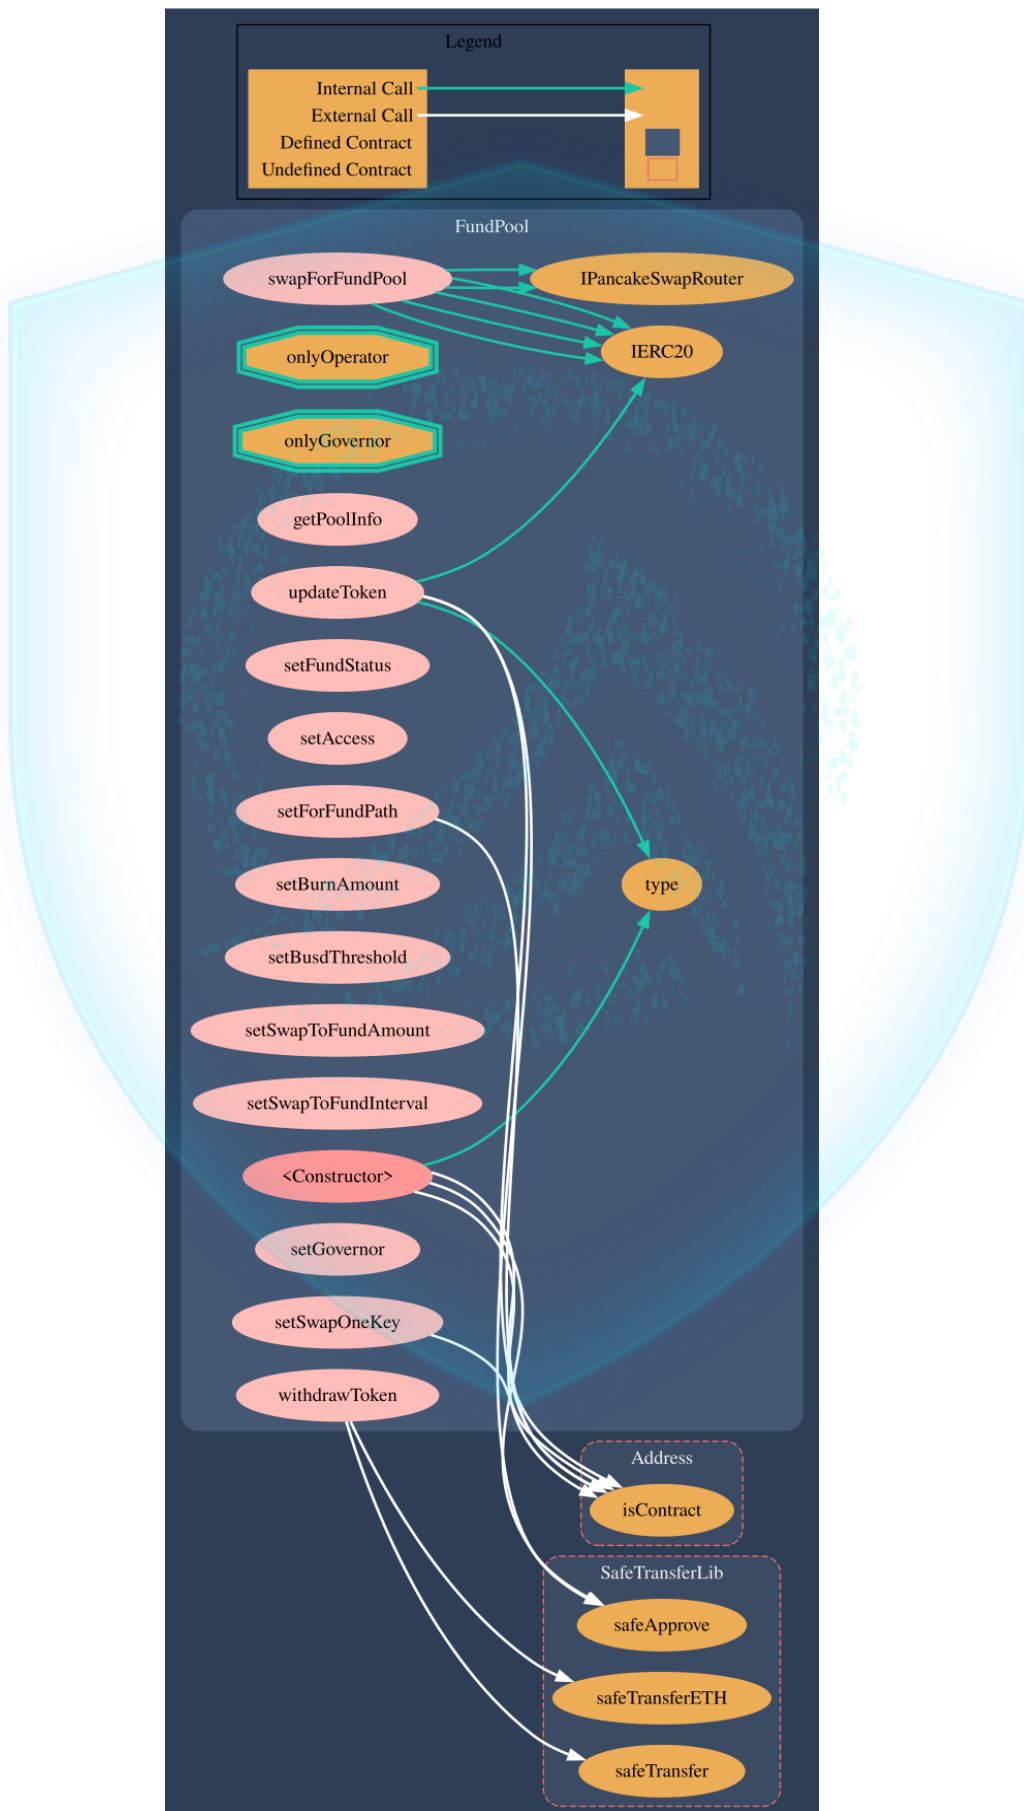 Legend
Internal Call
External Call
Defined Contract
Undefined Contract
FundPool
swapForFundPool
IPancakeSwapRouter
IERC20
onlyOperator
onlyGovernor
getPoolInfo
updateToken
setFundStatus
setAccess
setForFundPath
setBurnAmount
type
setBusdThreshold
setSwapToFundAmount
setSwapToFundInterval
<Constructor>
setGovernor
setSwapOneKey
withdrawToken
Address
isContract
SafeTransferLib
safeApprove
safeTransferETH
safeTransfer